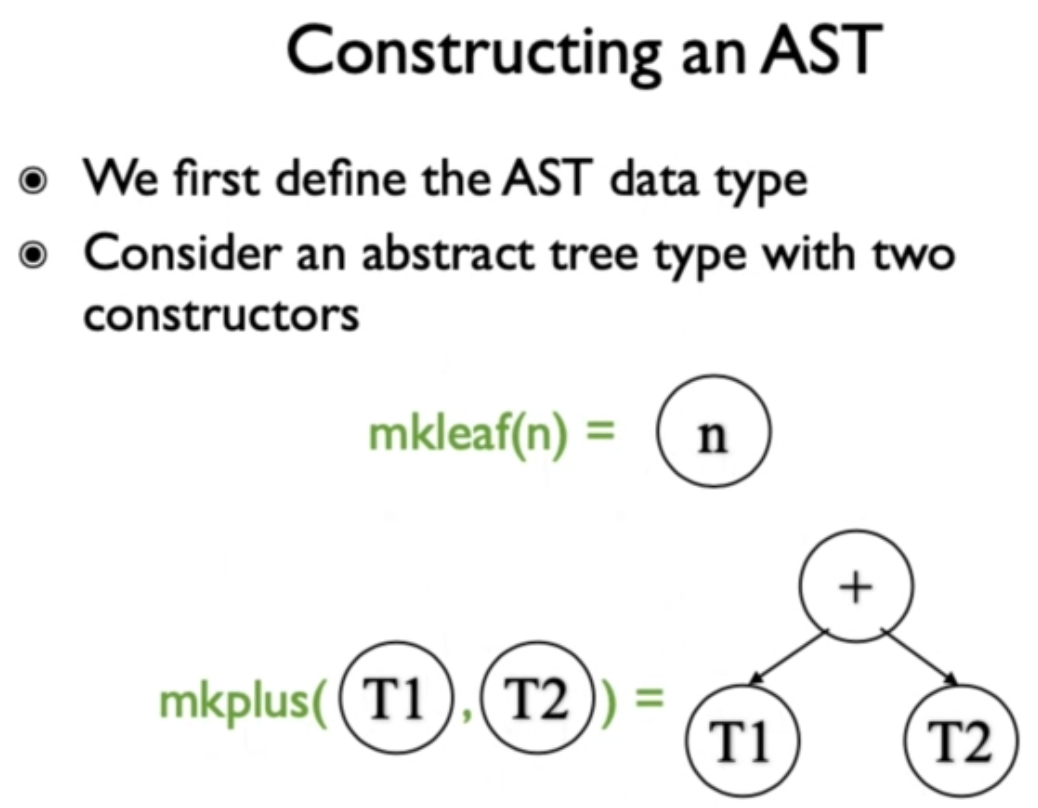 Constructing an AST
We first define the AST data type
Consider an abstract tree type with two
constructors
mkleaf(n) = n
+
mkplus( T1 , T2 ) =
T1 T2